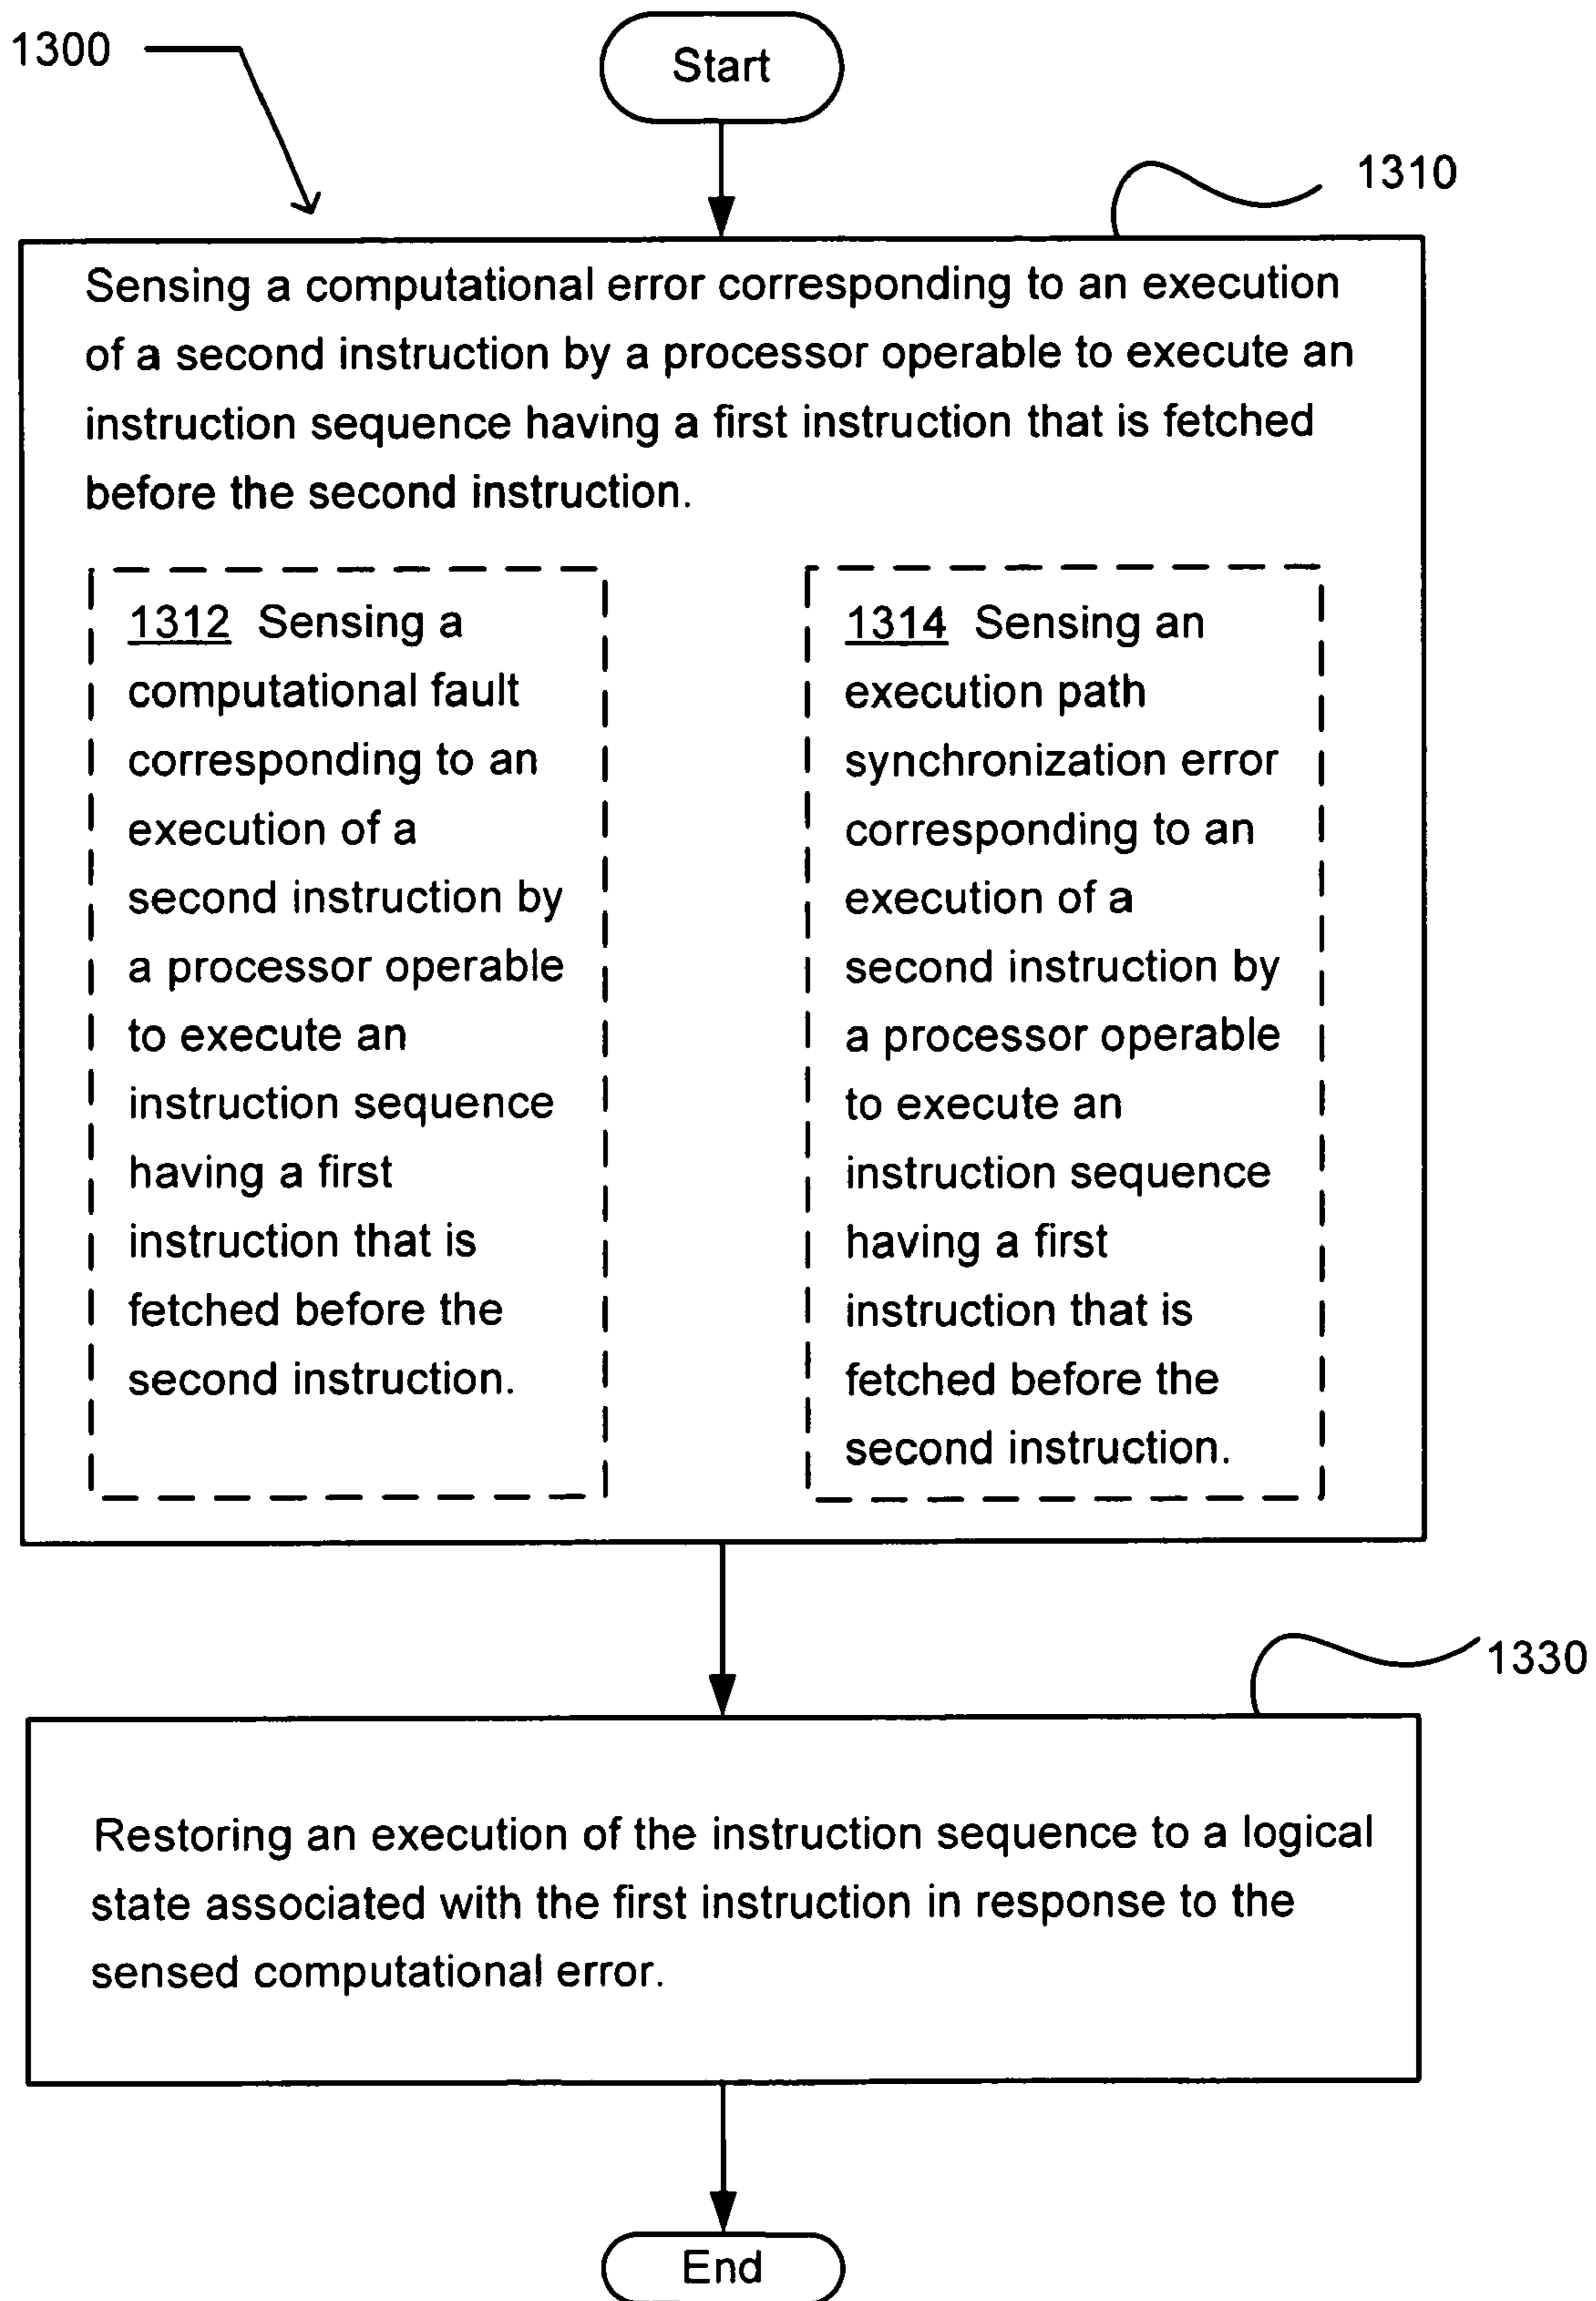 1300
Start
1310
Sensing a computational error corresponding to an execution
of a second instruction by a processor operable to execute an
instruction sequence having a first instruction that is fetched
before the second instruction.
1312 Sensing a
computational fault
corresponding to an
execution of a
second instruction by
a processor operable
to execute an
instruction sequence
having a first
instruction that is
fetched before the
second instruction.
1314 Sensing an
execution path
synchronization error
corresponding to an
execution of a
second instruction by
a processor operable
to execute an
instruction sequence
having a first
instruction that is
fetched before the
second instruction.
1330
Restoring an execution of the instruction sequence to a logical
state associated with the first instruction in response to the
sensed computational error.
End